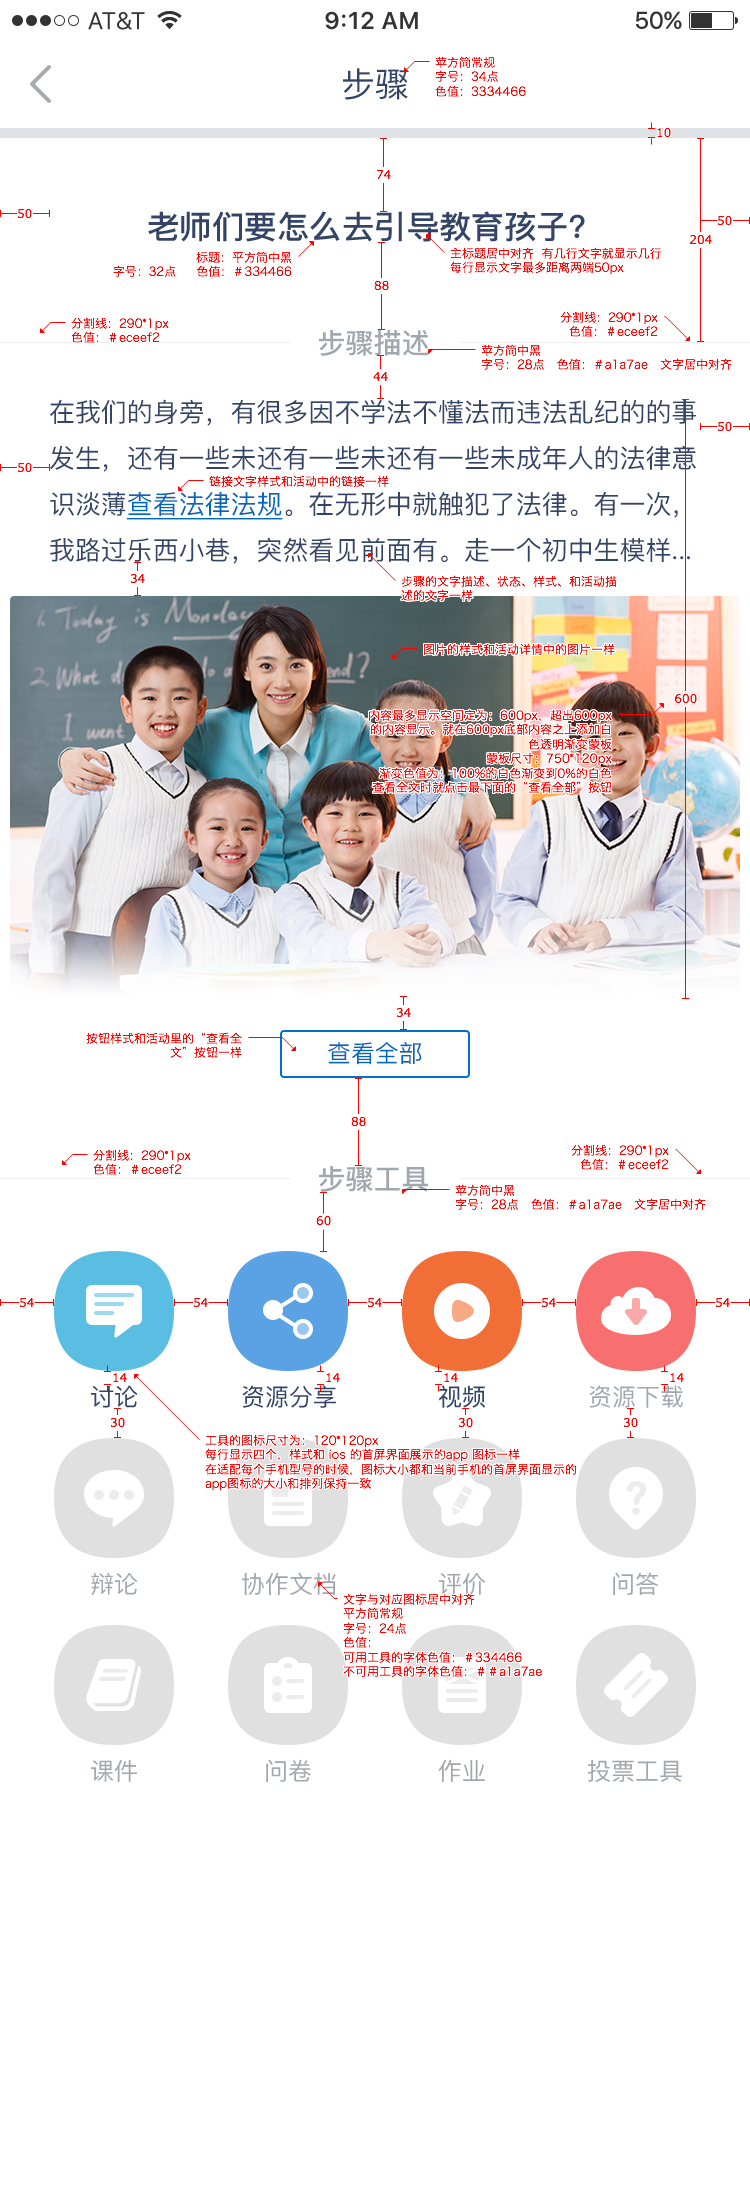 AT&T 9:12 AM 50%
步骤
苹方简常规
字号：34点
色值：3334466
10
74
50
50
204
老师们要怎么去引导教育孩子?
标题：平方简中黑
字号：32点 色值：#334466
主标题居中对齐 有几行文字就显示几行
每行显示文字最多距离两端50px
88
分割线：290*1px
色值：#eceef2
分割线：290*1px
色值：#eceef2
步骤描述
苹方简中黑
字号：28点 色值：#a1a7ae 文字居中对齐
44
在我们的身旁，有很多因不学法不懂法而违法乱纪的的事
50
发生，还有一些未还有一些未还有一些未成年人的法律意
50
链接文字样式和活动中的链接一样
识淡薄查看法律法规。在无形中就触犯了法律。有一次，
我路过乐西小巷，突然看见前面有。走一个初中生模样...
34
步骤的文字描述、状态、样式、和活动描
述的文字一样
1. Today is Monday
图片的样式和活动详情中的图片一样
2. What do end?
I went
600
内容最多显示空间定为：600px，超出600px
的内容显示。就在600px底部内容之上添加白
色透明渐变蒙板
蒙板尺寸：750*120px
渐变色值为：100%的白色渐变到0%的白色
查看全文时就点击最下面的“查看全部”按钮
34
按钮样式和活动里的“查看全
文”按钮一样
查看全部
88
分割线：290*1px
色值：#eceef2
分割线：290*1px
色值：#eceef2
步骤工具
苹方简中黑
字号：28点 色值：#a1a7ae 文字居中对齐
60
54 54 54 54 54
14 14 14 14
讨论 资源分享 视频 资源下载
30 30 30
工具的图标尺寸为：120*120px
每行显示四个，样式和 ios 的首屏界面展示的app 图标一样
在适配每个手机型号的时候，图标大小都和当前手机的首屏界面显示的
app图标的大小和排列保持一致
辩论 协作文档 评价 问答
文字与对应图标居中对齐
平方简常规
字号：24点
色值：
可用工具的字体色值：#334466
不可用工具的字体色值：##a1a7ae
课件 问卷 作业 投票工具